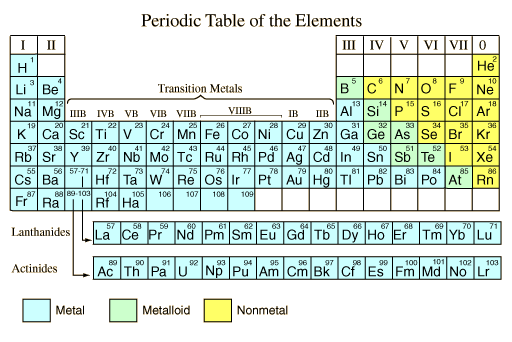 Periodic Table of the Elements
I II III IV V VI VII 0
H 1 He 2
Li 3 Be 4 B 5 C 6 N 7 O 8 F 9 Ne 10
Transition Metals
Na 11 Mg 12 IIIB IVB VB VIB VIIB VIIIB IB IIB Al 13 Si 14 P 15 S 16 Cl 17 Ar 18
K 19 Ca 20 Sc 21 Ti 22 V 23 Cr 24 Mn 25 Fe 26 Co 27 Ni 28 Cu 29 Zn 30 Ga 31 Ge 32 As 33 Se 34 Br 35 Kr 36
Rb 37 Sr 38 Y 39 Zr 40 Nb 41 Mo 42 Tc 43 Ru 44 Rh 45 Pd 46 Ag 47 Cd 48 In 49 Sn 50 Sb 51 Te 52 I 53 Xe 54
Cs 55 Ba 56 57-71 Hf 72 Ta 73 W 74 Re 75 Os 76 Ir 77 Pt 78 Au 79 Hg 80 Tl 81 Pb 82 Bi 83 Po 84 At 85 Rn 86
Fr 87 Ra 88 89-103 Rf 104 Ha 105 106 107 108 109
Lanthanides La 57 Ce 58 Pr 59 Nd 60 Pm 61 Sm 62 Eu 63 Gd 64 Tb 65 Dy 66 Ho 67 Er 68 Tm 69 Yb 70 Lu 71
Actinides Ac 89 Th 90 Pa 91 U 92 Np 93 Pu 94 Am 95 Cm 96 Bk 97 Cf 98 Es 99 Fm 100 Md 101 No 102 Lr 103
Metal Metalloid Nonmetal